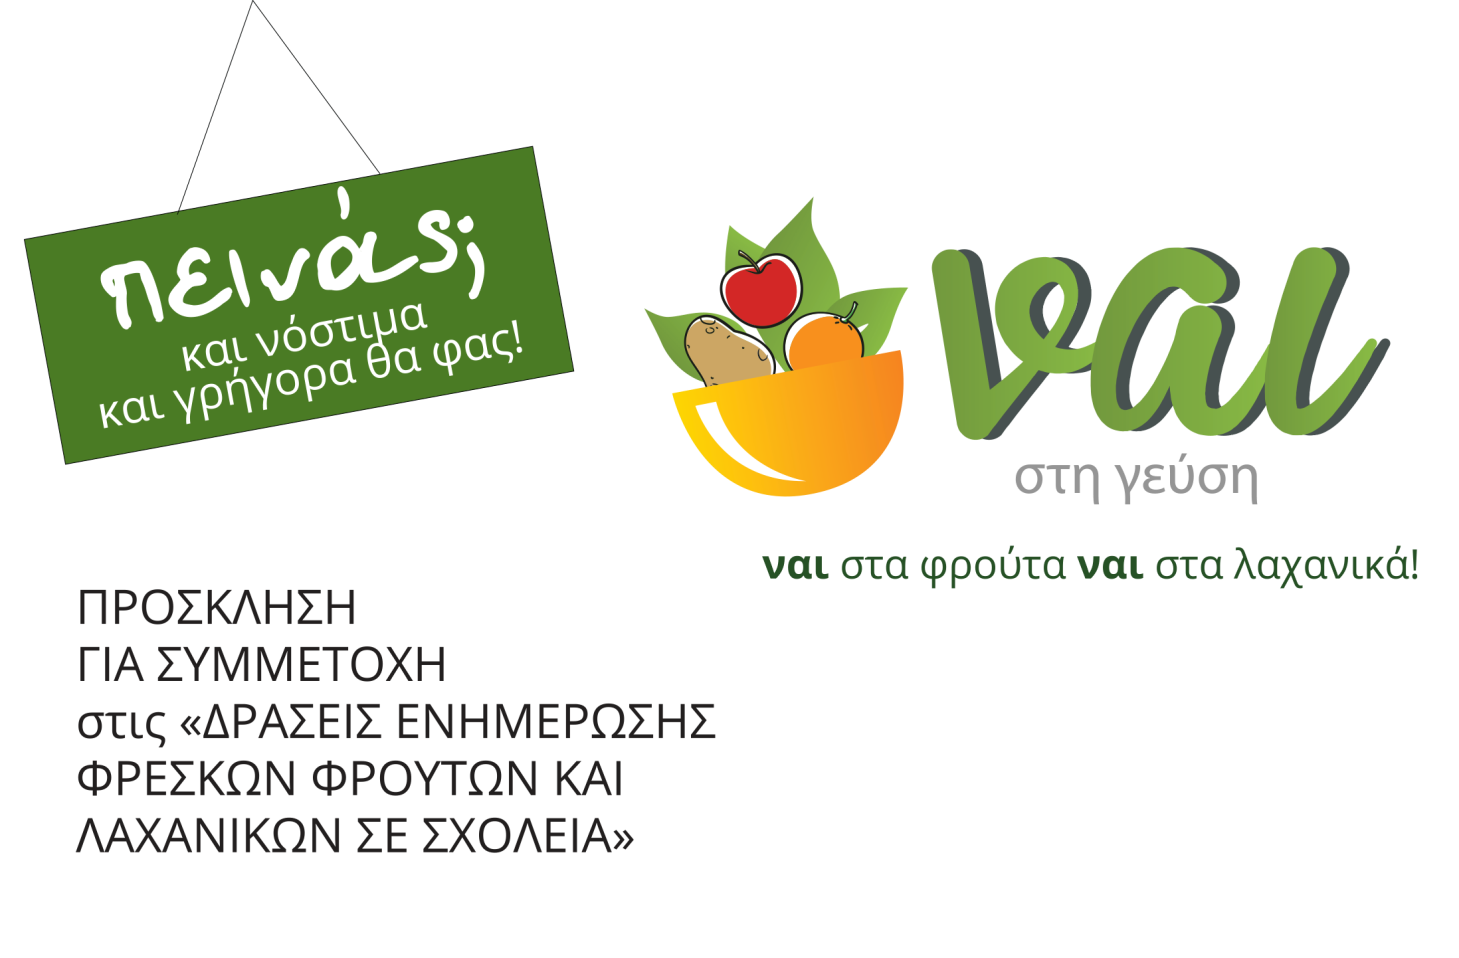 πεινάς;
και νόστιμα
και γρήγορα θα φας!
ναι
στη γεύση
ναι στα φρούτα ναι στα λαχανικά!
ΠΡΟΣΚΛΗΣΗ
ΓΙΑ ΣΥΜΜΕΤΟΧΗ
στις «ΔΡΑΣΕΙΣ ΕΝΗΜΕΡΩΣΗΣ
ΦΡΕΣΚΩΝ ΦΡΟΥΤΩΝ ΚΑΙ
ΛΑΧΑΝΙΚΩΝ ΣΕ ΣΧΟΛΕΙΑ»